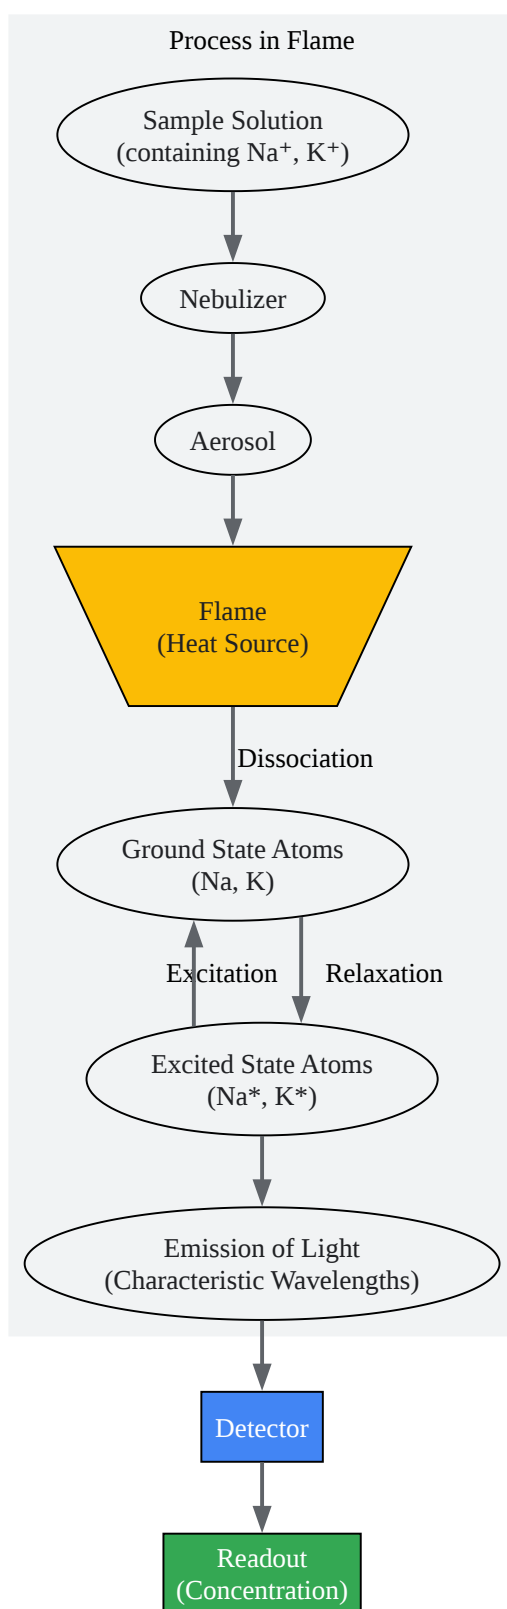 Process in Flame
Sample Solution
(containing Na⁺, K⁺)
Nebulizer
Aerosol
Flame
(Heat Source)
Dissociation
Ground State Atoms
(Na, K)
Excitation
Relaxation
Excited State Atoms
(Na*, K*)
Emission of Light
(Characteristic Wavelengths)
Detector
Readout
(Concentration)